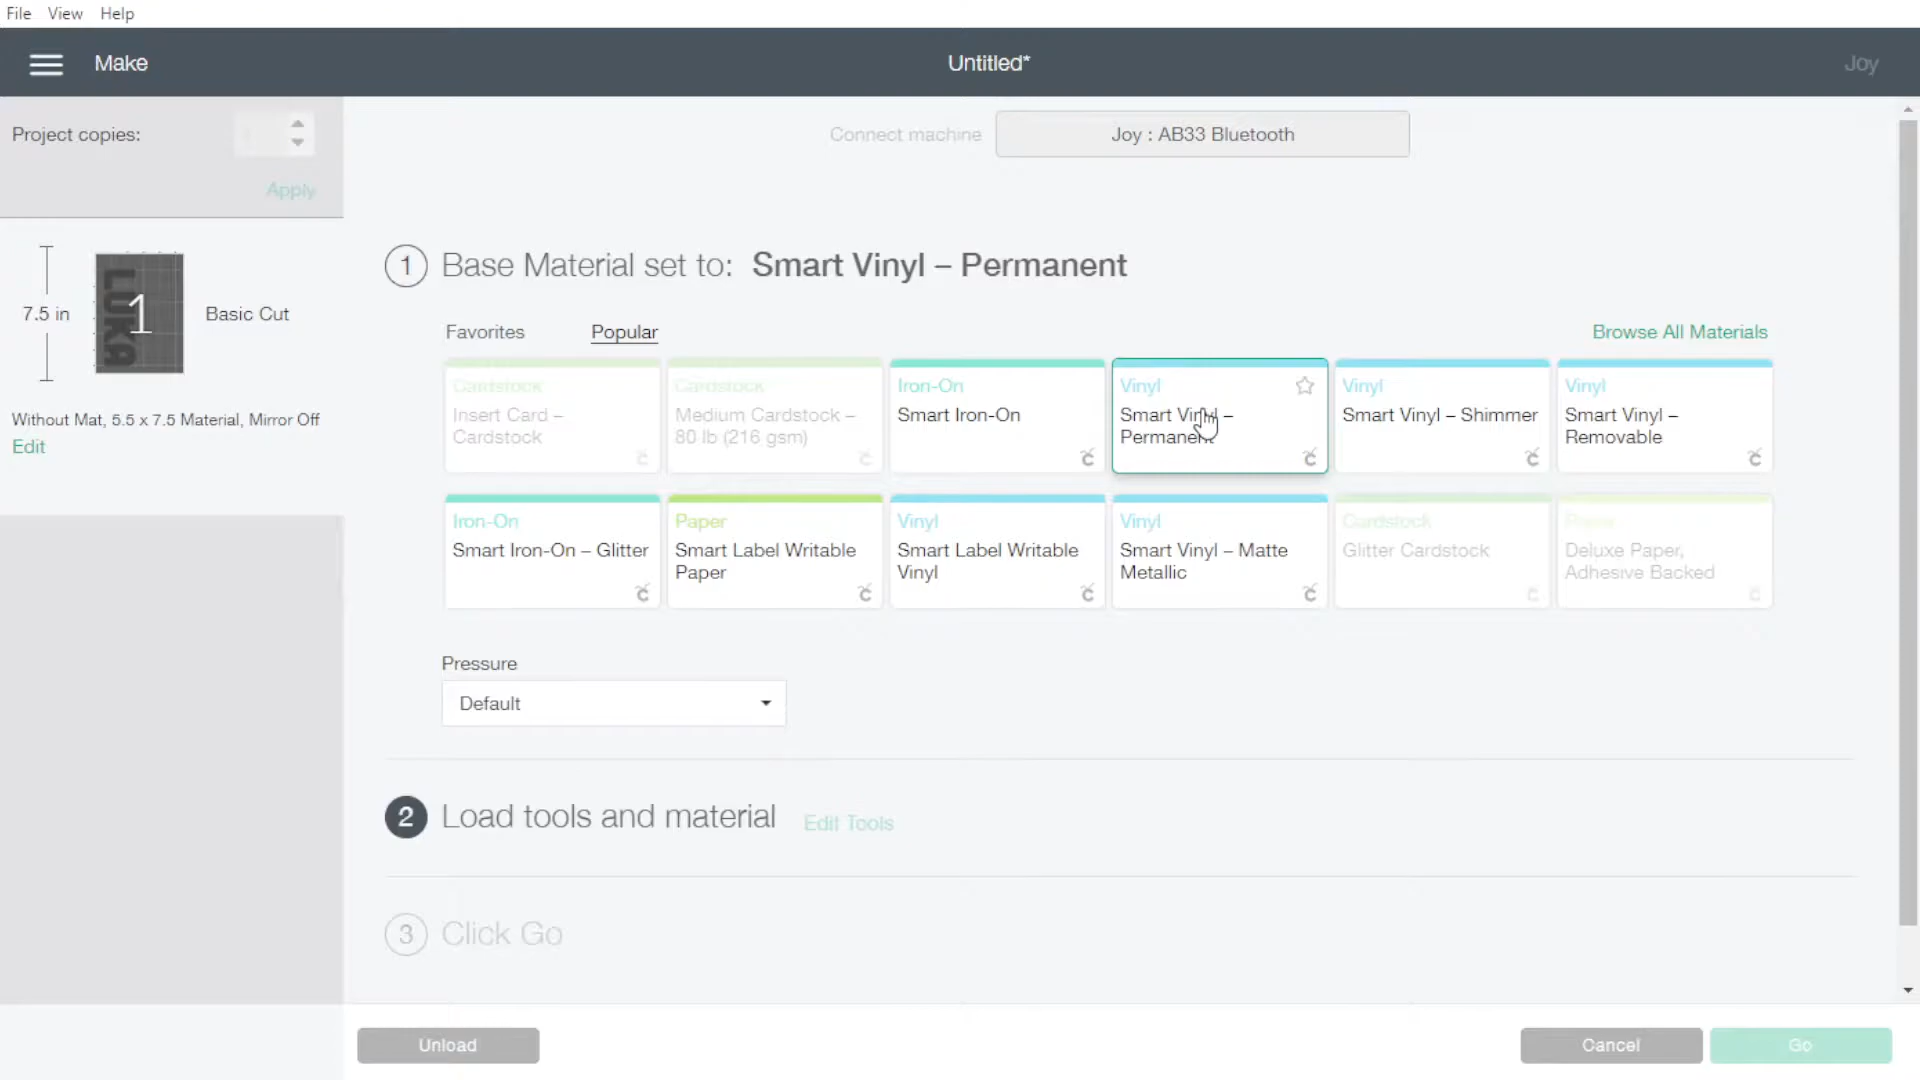 File View Help
Make
Untitled*
Joy
Project copies:
Apply
Connect machine
Joy : AB33 Bluetooth
7.5 in
LUKA
1
Basic Cut
Without Mat, 5.5 x 7.5 Material, Mirror Off
Edit
1 Base Material set to: Smart Vinyl – Permanent
Favorites
Popular
Browse All Materials
Cardstock
Insert Card –
Cardstock
Cardstock
Medium Cardstock –
80 lb (216 gsm)
Iron-On
Smart Iron-On
Vinyl
Smart Vinyl –
Permanent
Vinyl
Smart Vinyl – Shimmer
Vinyl
Smart Vinyl –
Removable
Iron-On
Smart Iron-On – Glitter
Paper
Smart Label Writable
Paper
Vinyl
Smart Label Writable
Vinyl
Vinyl
Smart Vinyl – Matte
Metallic
Cardstock
Glitter Cardstock
Paper
Deluxe Paper,
Adhesive Backed
Pressure
Default
2 Load tools and material
Edit Tools
3 Click Go
Unload
Cancel
Go